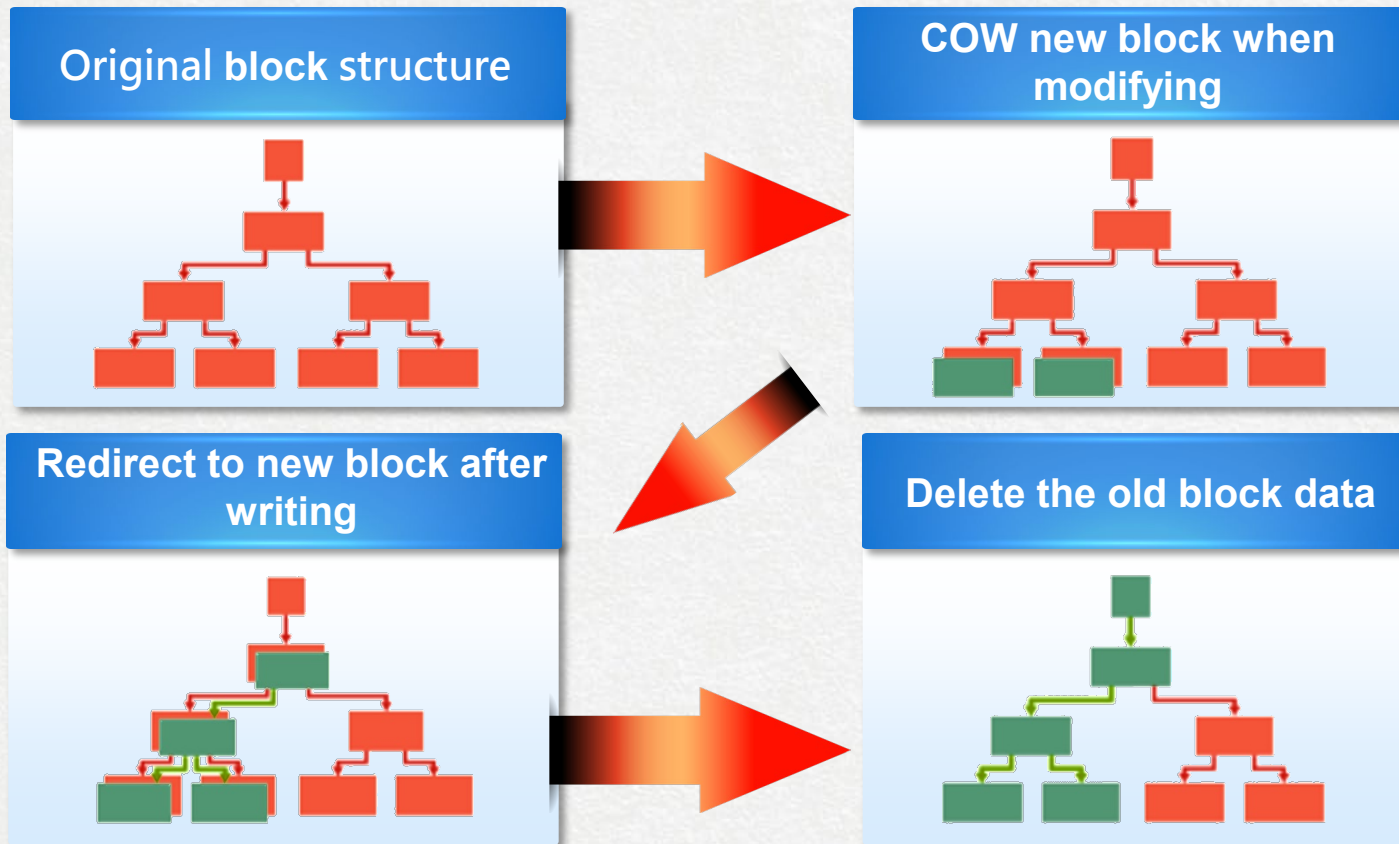 Original block structure
COW new block when
modifying
Redirect to new block after
writing
Delete the old block data